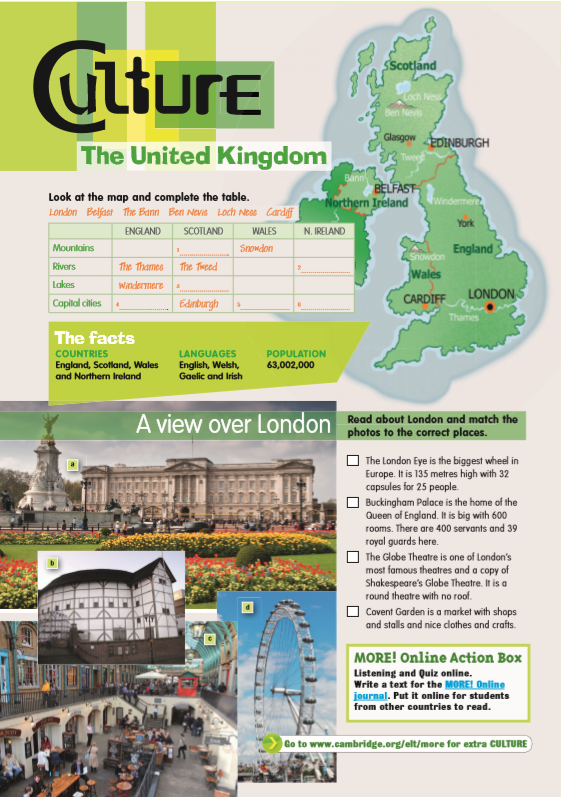 Culture
The United Kingdom
Look at the map and complete the table.
London Belfast The Bann Ben Nevis Loch Ness Cardiff
ENGLAND SCOTLAND WALES N. IRELAND
Mountains 1 Snowdon
Rivers The Thames The Tweed 2
Lakes Windermere 3
Capital cities 4 Edinburgh 5 6
Scotland
Loch Ness
Ben Nevis
Glasgow
EDINBURGH
Tweed
Bann
BELFAST
Northern Ireland
Windermere
York
England
Snowdon
Wales
CARDIFF
LONDON
Thames
The facts
COUNTRIES
England, Scotland, Wales
and Northern Ireland
LANGUAGES
English, Welsh,
Gaelic and Irish
POPULATION
63,002,000
A view over London
a
b
c
d
Read about London and match the
photos to the correct places.
The London Eye is the biggest wheel in
Europe. It is 135 metres high with 32
capsules for 25 people.
Buckingham Palace is the home of the
Queen of England. It is big with 600
rooms. There are 400 servants and 39
royal guards here.
The Globe Theatre is one of London's
most famous theatres and a copy of
Shakespeare's Globe Theatre. It is a
round theatre with no roof.
Covent Garden is a market with shops
and stalls and nice clothes and crafts.
MORE! Online Action Box
Listening and Quiz online.
Write a text for the MORE! Online
journal. Put it online for students
from other countries to read.
Go to www.cambridge.org/elt/more for extra CULTURE